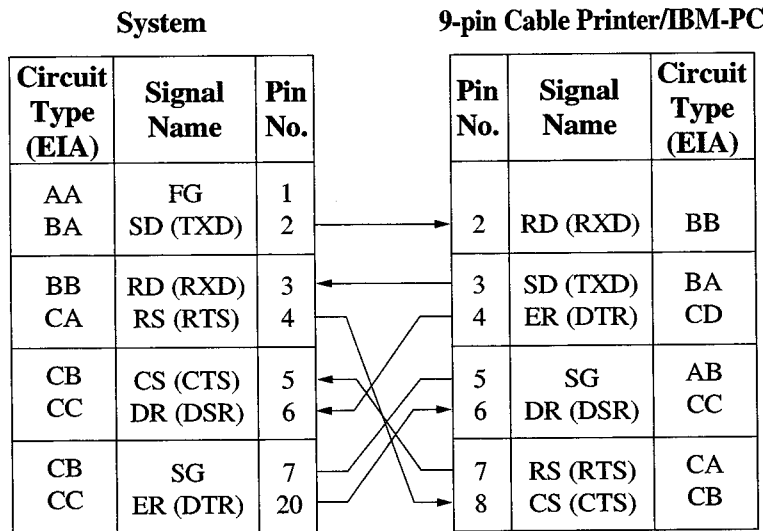 System
9-pin Cable Printer/IBM-PC
Circuit Type (EIA) Signal Name Pin No.
Pin No. Signal Name Circuit Type (EIA)
AA FG 1
BA SD (TXD) 2 2 RD (RXD) BB
BB RD (RXD) 3 3 SD (TXD) BA
CA RS (RTS) 4 4 ER (DTR) CD
CB CS (CTS) 5 5 SG AB
CC DR (DSR) 6 6 DR (DSR) CC
CB SG 7 7 RS (RTS) CA
CC ER (DTR) 20 8 CS (CTS) CB